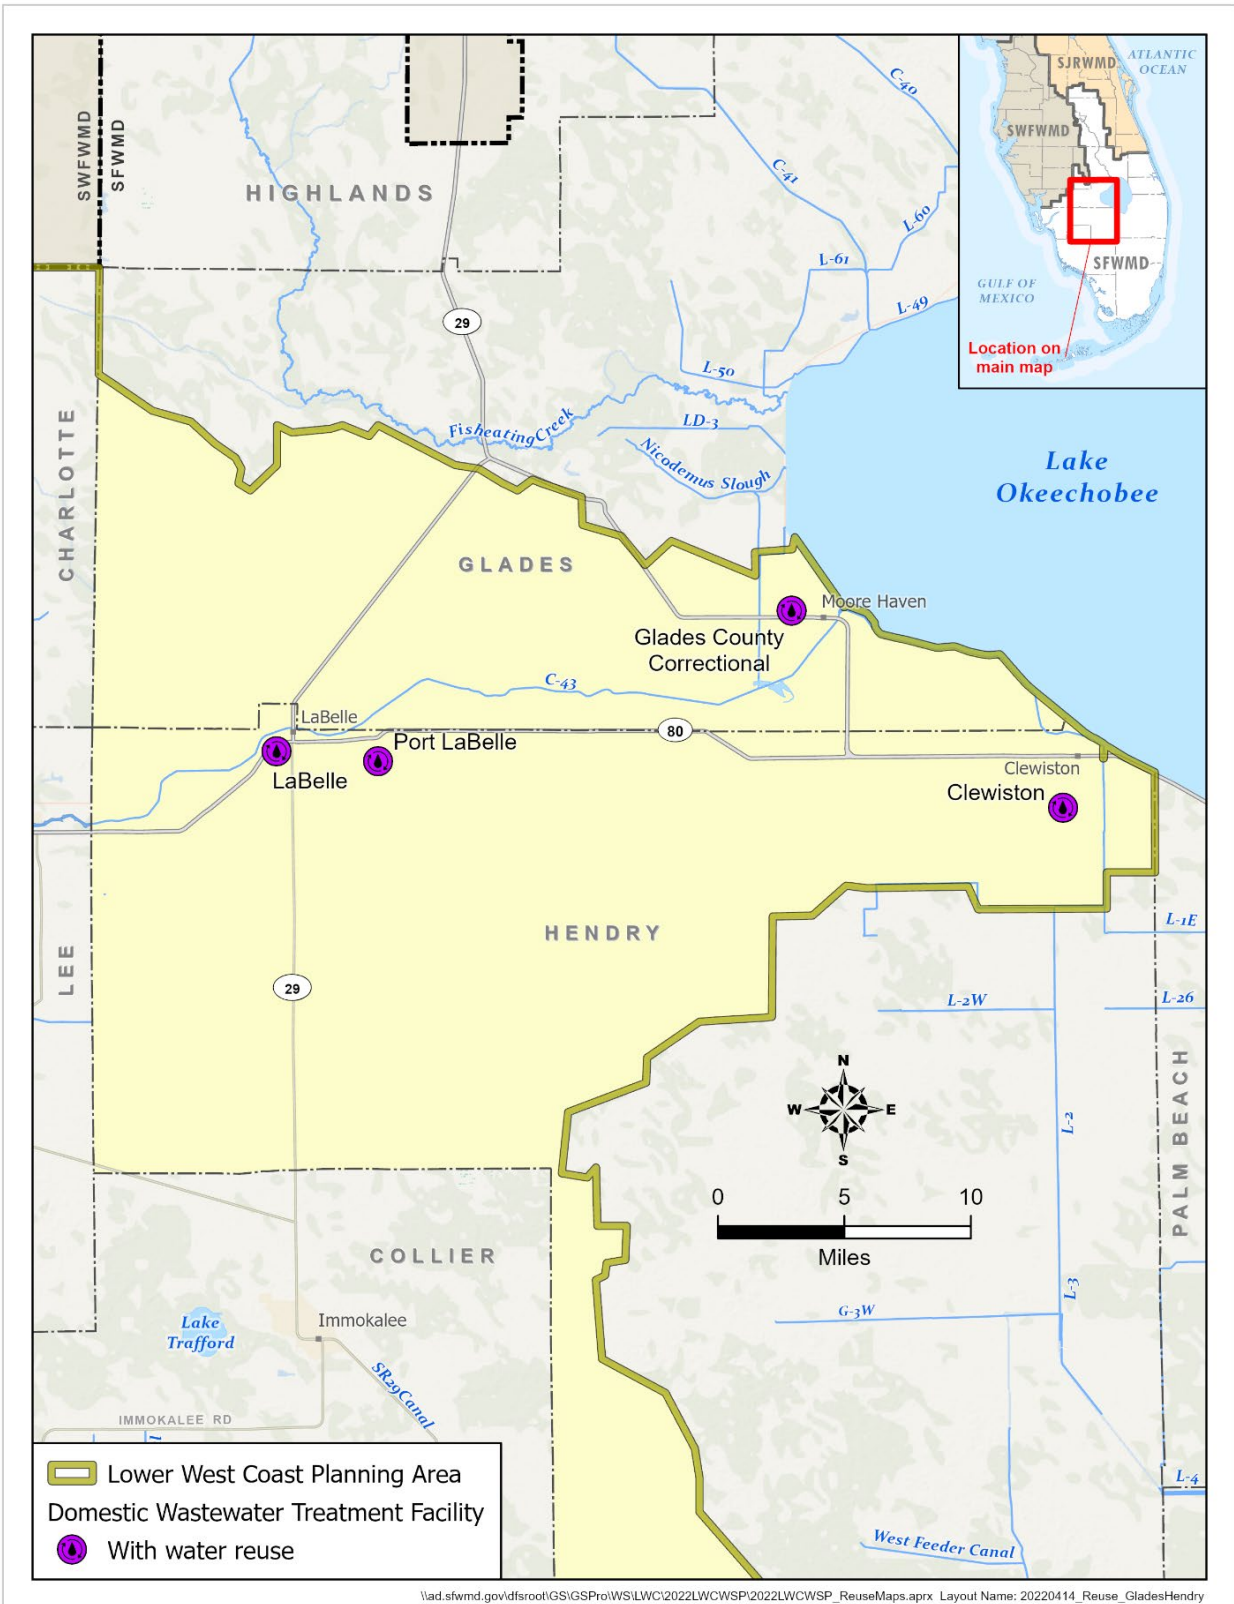 SWFWMD
SFWMD
HIGHLANDS
C-40
C-41
L-60
L-61
L-49
L-50
29
ATLANTIC
OCEAN
SJRWMD
SWFWMD
SFWMD
GULF OF
MEXICO
Location on
main map
CHARLOTTE
FisheatingCreek
LD-3
Nicodemus Slough
Lake
Okeechobee
GLADES
Moore Haven
Glades County
Correctional
C-43
LaBelle
80
Port LaBelle
LaBelle
Clewiston
Clewiston
HENDRY
LEE
29
L-1E
L-2W
L-26
N
W
E
S
L-2
PALM BEACH
0 5 10
Miles
COLLIER
L-3
G-3W
Lake
Trafford
Immokalee
SR29Canal
IMMOKALEE RD
L-4
West Feeder Canal
Lower West Coast Planning Area
Domestic Wastewater Treatment Facility
With water reuse
\\ad.sfwmd.gov\dfsroot\GS\GSPro\WS\LWC\2022LWCWSP\2022LWCWSP_ReuseMaps.aprx Layout Name: 20220414_Reuse_GladesHendry